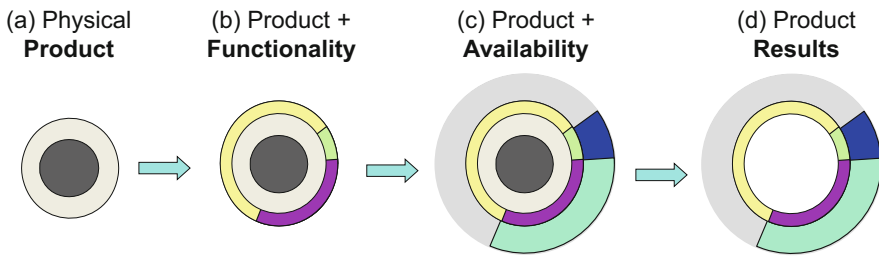 (a) Physical
Product
(b) Product +
Functionality
(c) Product +
Availability
(d) Product
Results